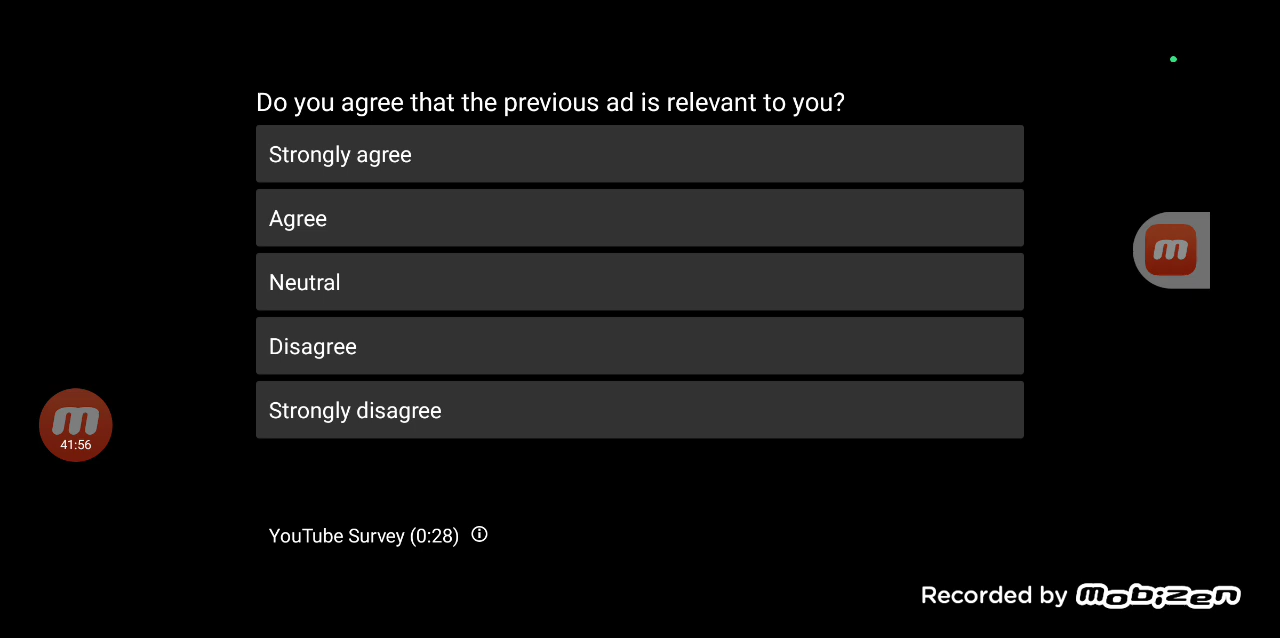 Do you agree that the previous ad is relevant to you?
Strongly agree
Agree
Neutral
m
Disagree
Strongly disagree
m
41:56
YouTube Survey (0:28)
Recorded by mobizen